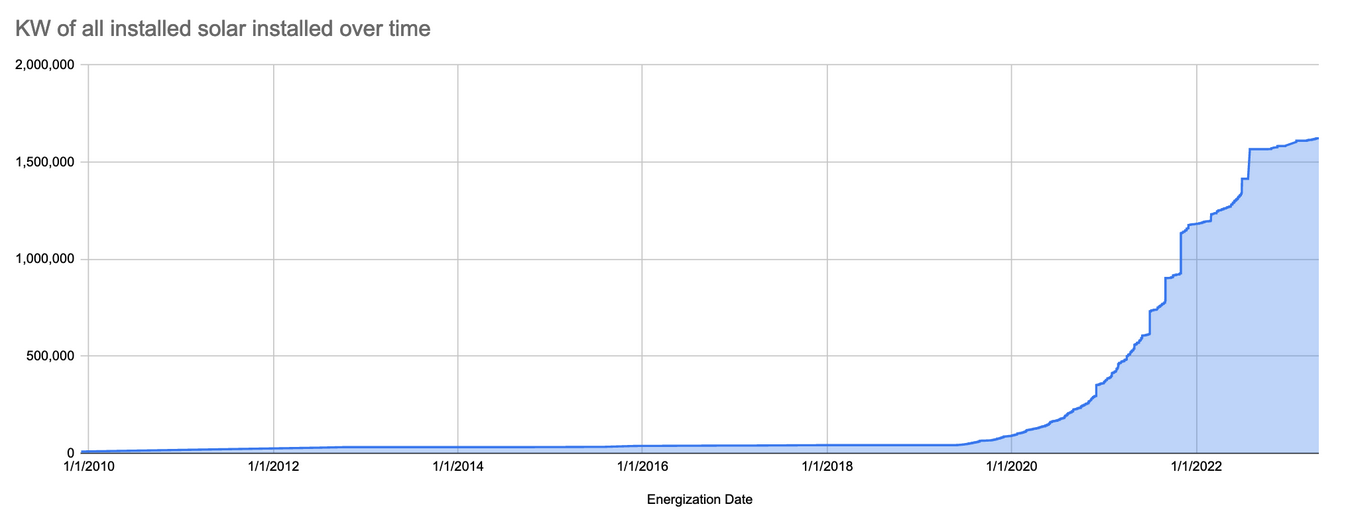 KW of all installed solar installed over time
2,000,000
1,500,000
1,000,000
500,000
0
1/1/2010 1/1/2012 1/1/2014 1/1/2016 1/1/2018 1/1/2020 1/1/2022
Energization Date